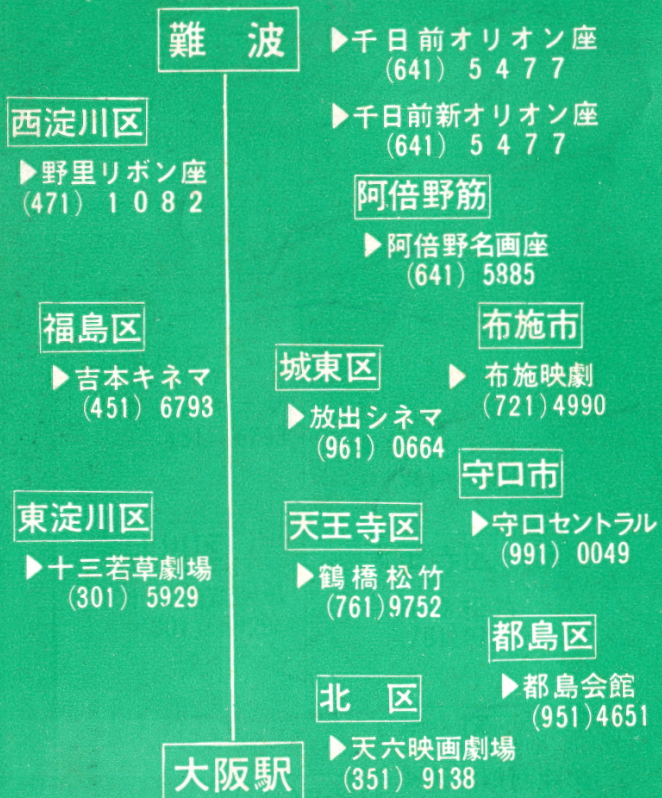 難波
▶千日前オリオン座
(641) 5477
▶千日前新オリオン座
(641) 5477
西淀川区
▶野里リボン座
(471) 1082
阿倍野筋
▶阿倍野名画座
(641) 5885
福島区
▶吉本キネマ
(451) 6793
城東区
▶放出シネマ
(961) 0664
布施市
▶布施映劇
(721)4990
守口市
▶守口セントラル
(991) 0049
東淀川区
▶十三若草劇場
(301) 5929
天王寺区
▶鶴橋松竹
(761)9752
都島区
▶都島会館
(951)4651
北区
▶天六映画劇場
(351) 9138
大阪駅